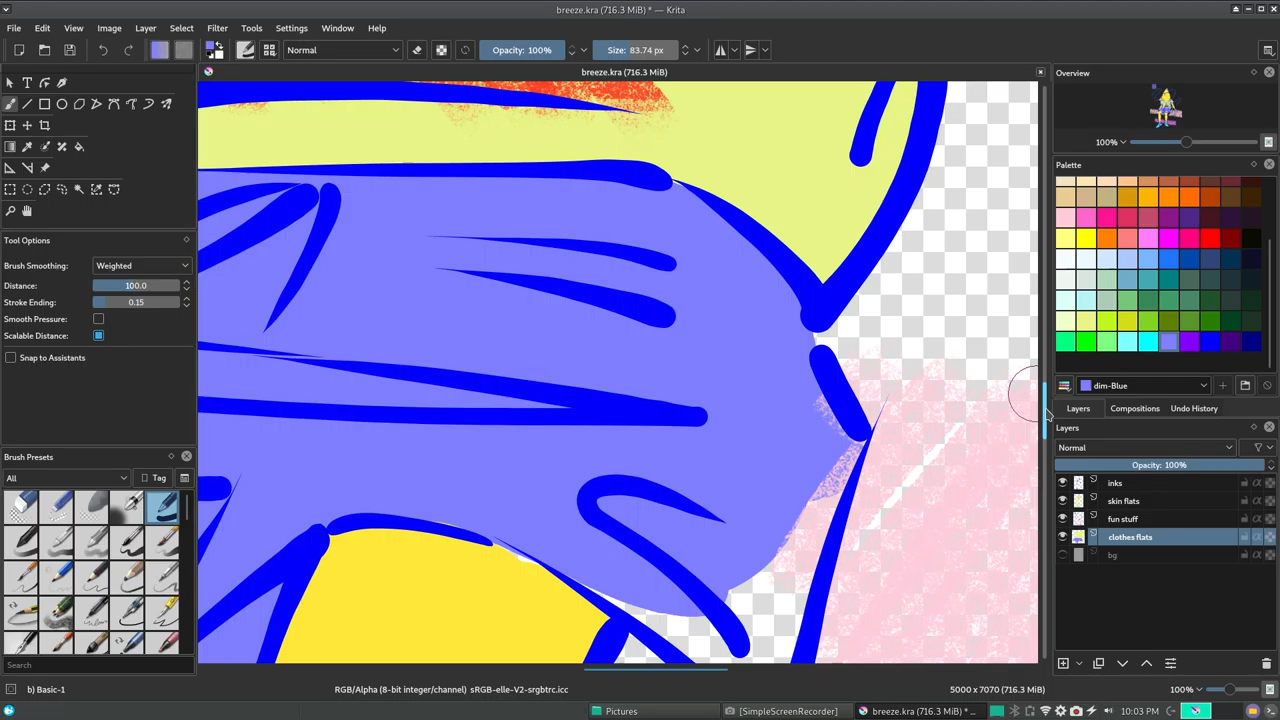 breeze.kra (716.3 MiB) * — Krita
File Edit View Image Layer Select Filter Tools Settings Window Help
Normal Opacity: 100% Size: 83.74 px
breeze.kra (716.3 MiB)
Overview
100%
Palette
Tool Options
Brush Smoothing: Weighted
Distance: 100.0
Stroke Ending: 0.15
Smooth Pressure:
Scalable Distance:
Snap to Assistants
dim-Blue
Layers Compositions Undo History
Layers
Normal
Opacity: 100%
inks
skin flats
fun stuff
clothes flats
bg
Brush Presets
All Tag
Search
b) Basic-1 RGB/Alpha (8-bit integer/channel) sRGB-elle-V2-srgbtrc.icc 5000 x 7070 (716.3 MiB) 100%
Pictures [SimpleScreenRecorder] breeze.kra (716.3 MiB) * ... 10:03 PM